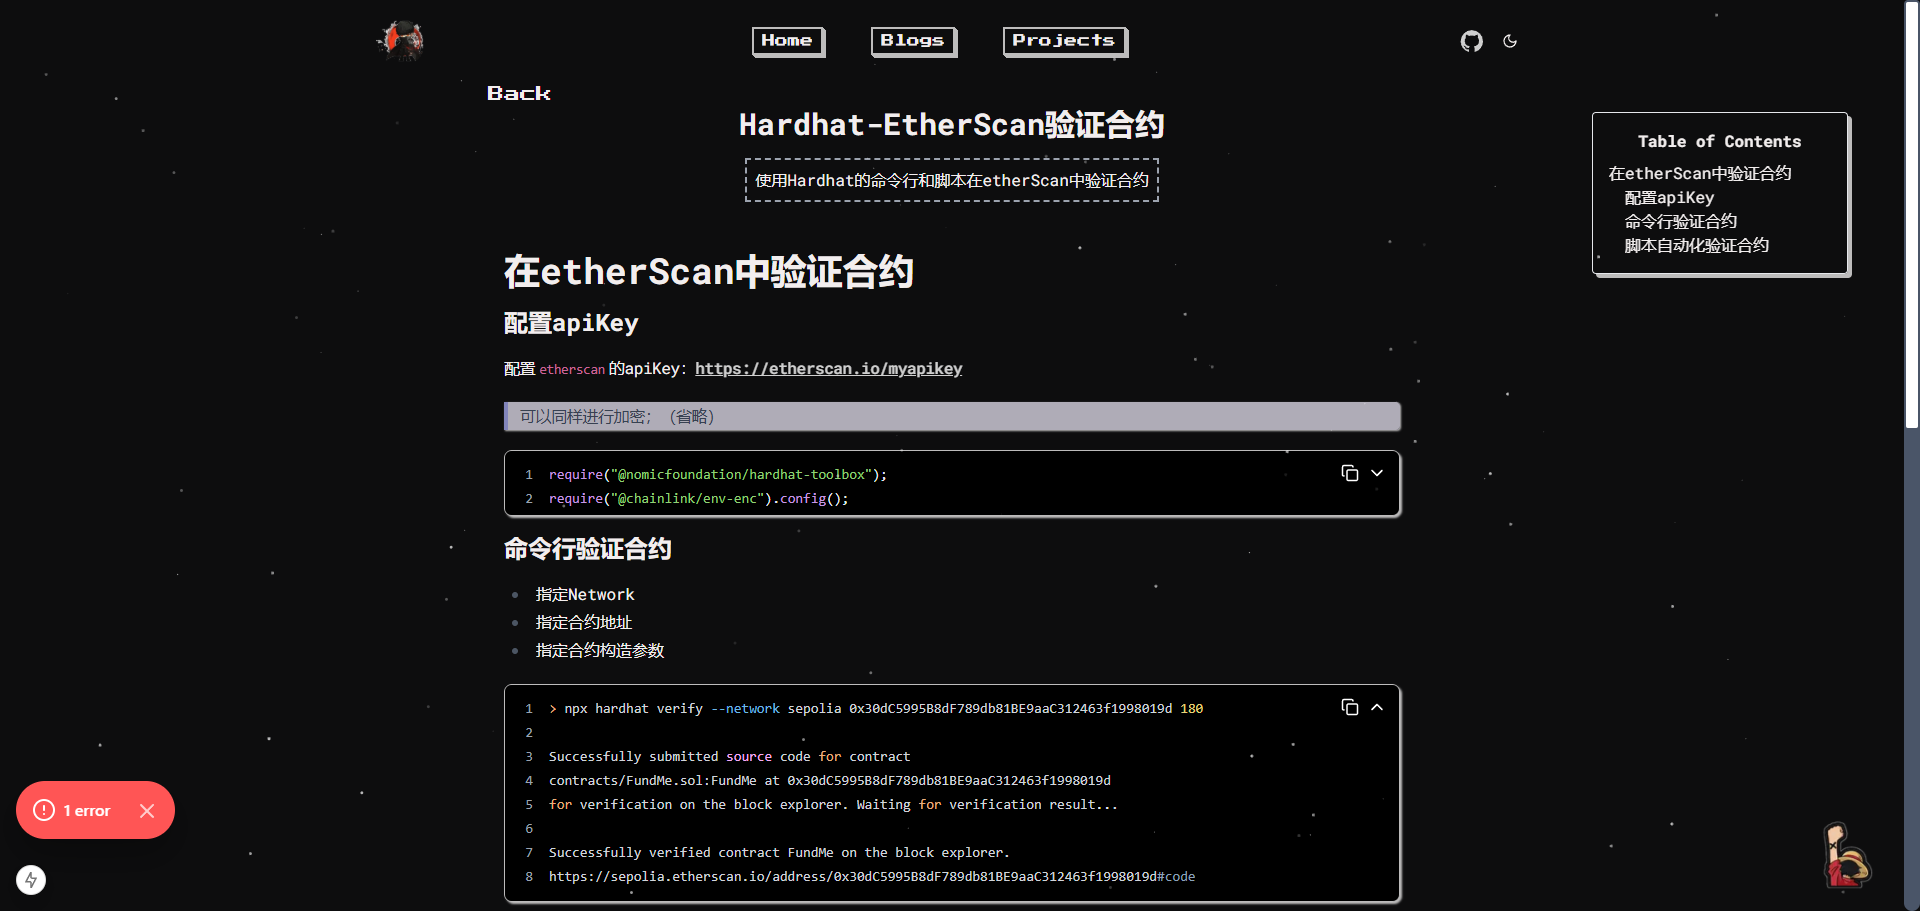 Home
Blogs
Projects
Back
Hardhat-EtherScan验证合约
使用Hardhat的命令行和脚本在etherScan中验证合约
Table of Contents
在etherScan中验证合约
配置apiKey
命令行验证合约
脚本自动化验证合约
在etherScan中验证合约
配置apiKey
配置 etherscan 的apiKey：https://etherscan.io/myapikey
可以同样进行加密；（省略）
1 require("@nomicfoundation/hardhat-toolbox");
2 require("@chainlink/env-enc").config();
命令行验证合约
指定Network
指定合约地址
指定合约构造参数
1 > npx hardhat verify --network sepolia 0x30dC5995B8dF789db81BE9aaC312463f1998019d 180
2
3 Successfully submitted source code for contract
4 contracts/FundMe.sol:FundMe at 0x30dC5995B8dF789db81BE9aaC312463f1998019d
5 for verification on the block explorer. Waiting for verification result...
6
7 Successfully verified contract FundMe on the block explorer.
8 https://sepolia.etherscan.io/address/0x30dC5995B8dF789db81BE9aaC312463f1998019d#code
1 error